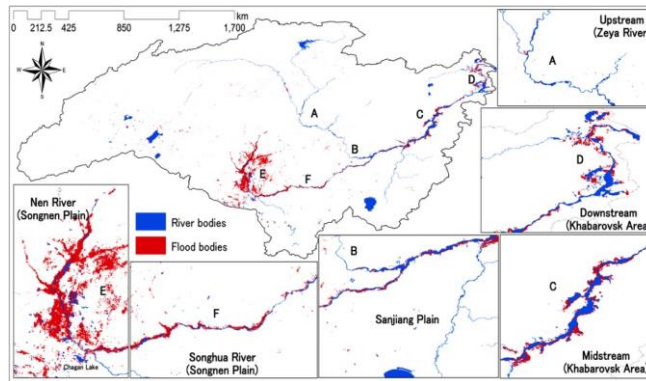 km
0 212.5 425 850 1,275 1,700
N
W E
S
A
B
C
D
E
F
Upstream
(Zeya River)
A
D
Downstream
(Khabarovsk Area)
Nen River
(Songnen Plain)
E
Chagan Lake
River bodies
Flood bodies
F
Songhua River
(Songnen Plain)
B
Sanjiang Plain
C
Midstream
(Khabarovsk Area)